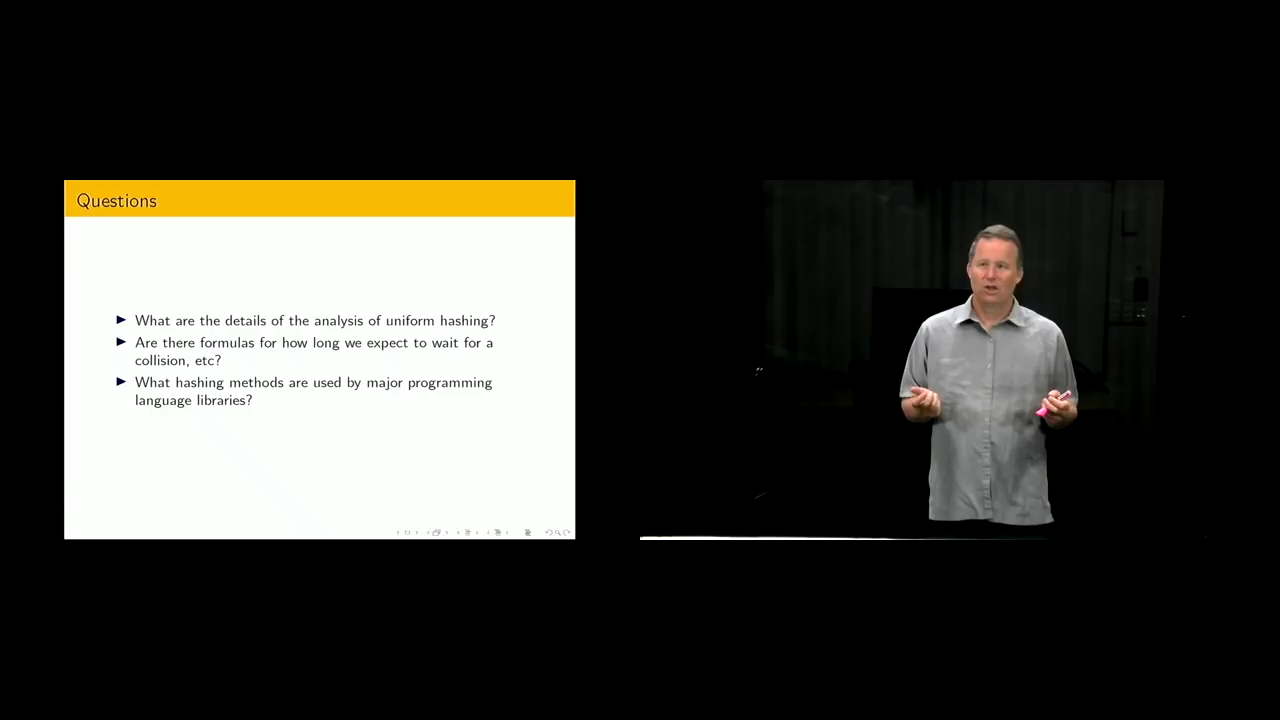 Questions
What are the details of the analysis of uniform hashing?
Are there formulas for how long we expect to wait for a
collision, etc?
What hashing methods are used by major programming
language libraries?